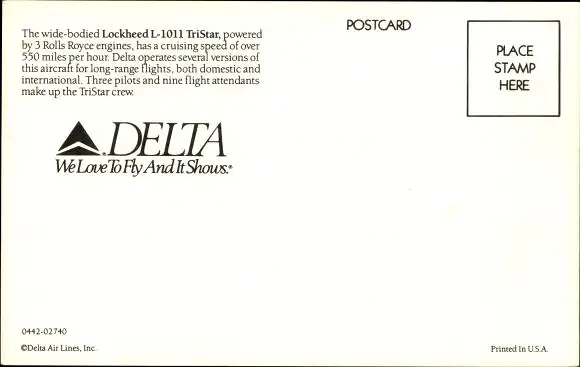 The wide-bodied Lockheed L-1011 TriStar, powered
by 3 Rolls Royce engines, has a cruising speed of over
550 miles per hour. Delta operates several versions of
this aircraft for long-range flights, both domestic and
international. Three pilots and nine flight attendants
make up the TriStar crew.
POSTCARD
PLACE
STAMP
HERE
DELTA
We Love To Fly And It Shows.®
0442-02740
©Delta Air Lines, Inc.
Printed In U.S.A.